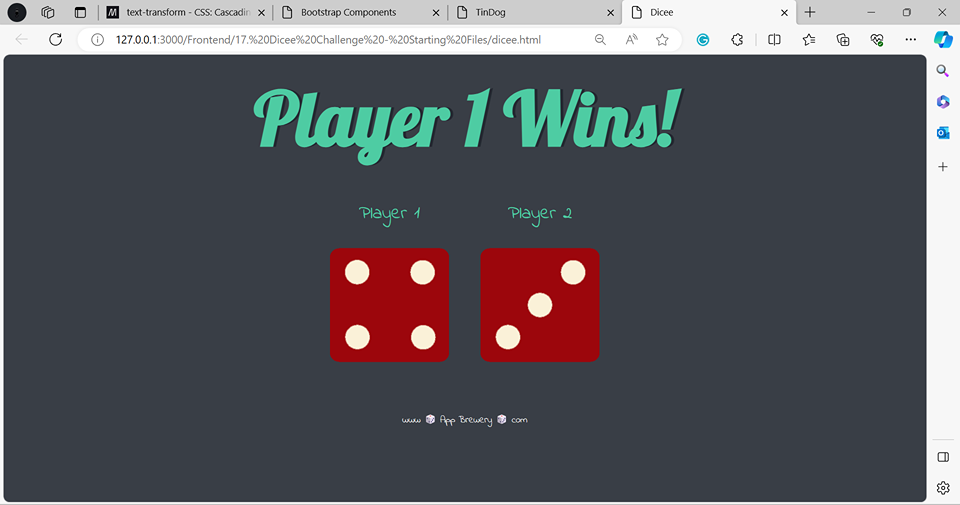 text-transform - CSS: Cascadin
Bootstrap Components
TinDog
Dicee
127.0.0.1:3000/Frontend/17.%20Dicee%20Challenge%20-%20Starting%20Files/dicee.html
Player 1 Wins!
Player 1 Player 2
www 🎲 App Brewery 🎲 com